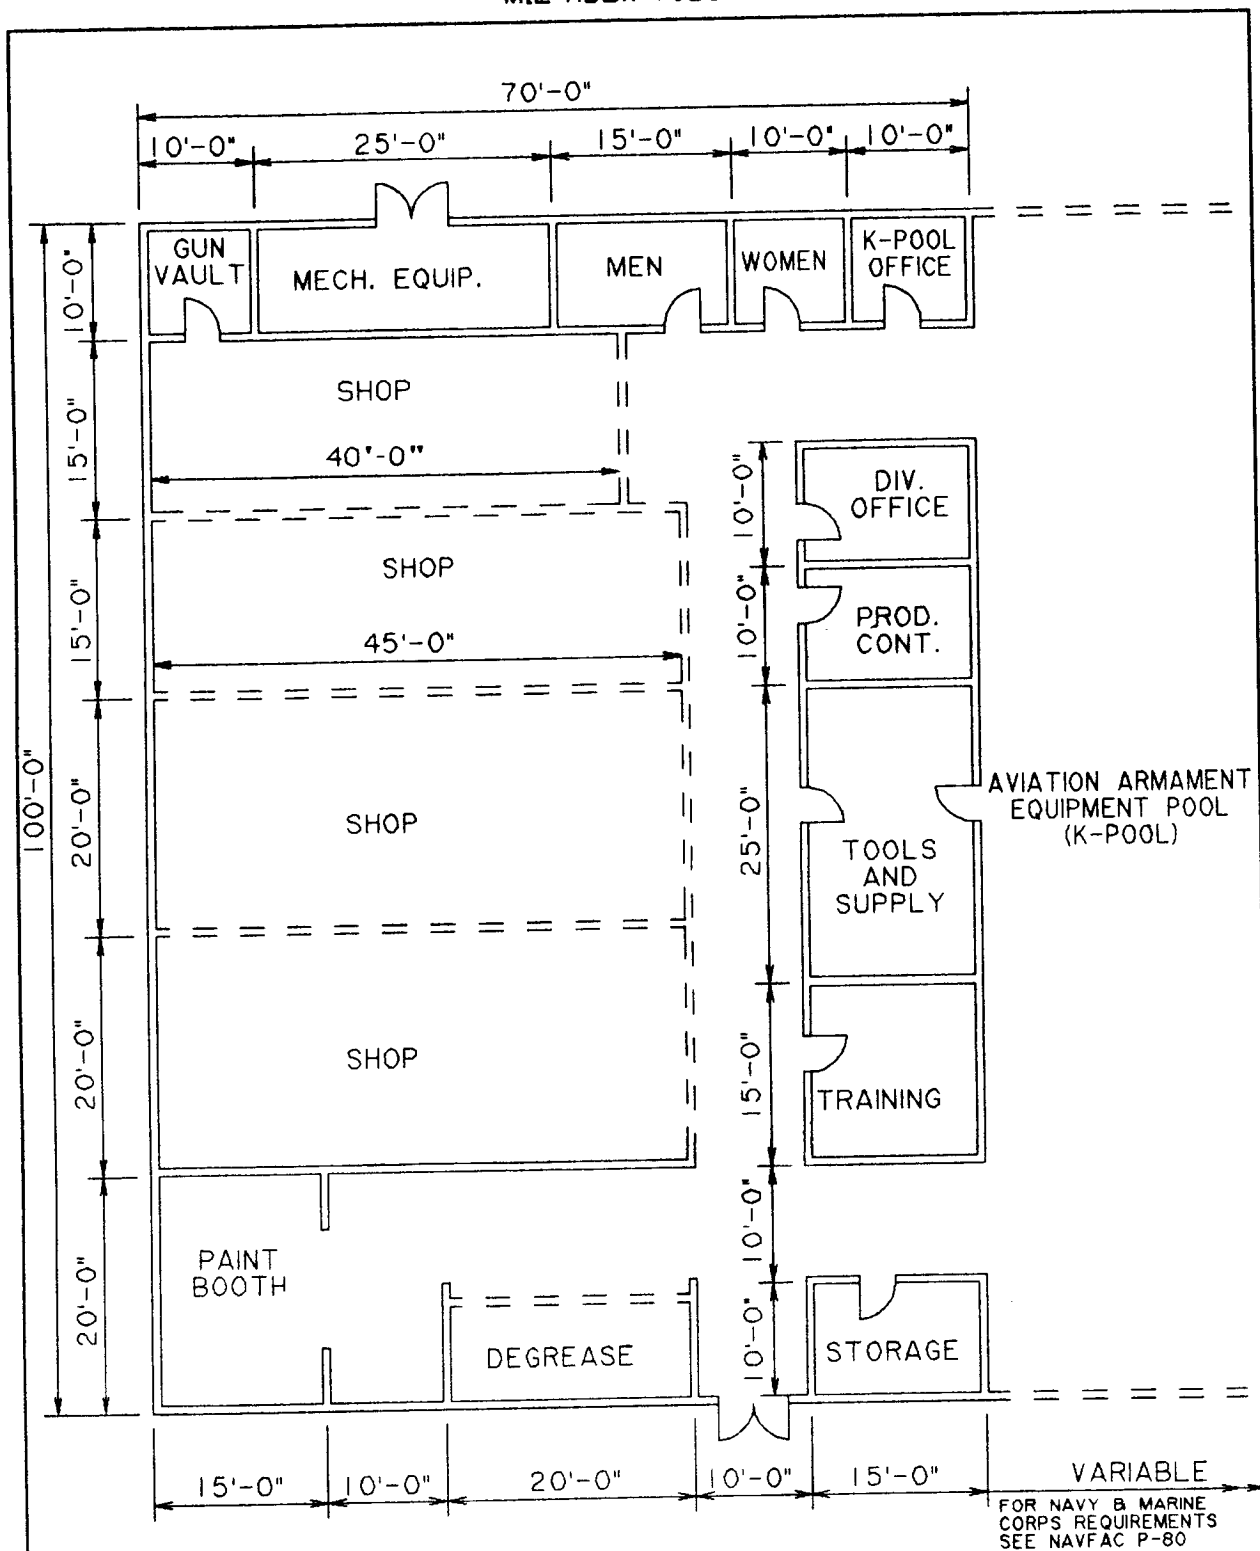 70'-0"
10'-0" 25'-0" 15'-0" 10'-0" 10'-0"
GUN
VAULT
MECH. EQUIP.
MEN
WOMEN
K-POOL
OFFICE
10'-0"
SHOP
40'-0"
15'-0"
DIV.
OFFICE
10'-0"
SHOP
45'-0"
15'-0"
PROD.
CONT.
10'-0"
100'-0"
20'-0"
SHOP
25'-0"
TOOLS
AND
SUPPLY
AVIATION ARMAMENT
EQUIPMENT POOL
(K-POOL)
20'-0"
SHOP
15'-0"
TRAINING
20'-0"
PAINT
BOOTH
10'-0"
DEGREASE
10'-0"
STORAGE
15'-0" 10'-0" 20'-0" 10'-0" 15'-0" VARIABLE
FOR NAVY & MARINE
CORPS REQUIREMENTS
SEE NAVFAC P-80